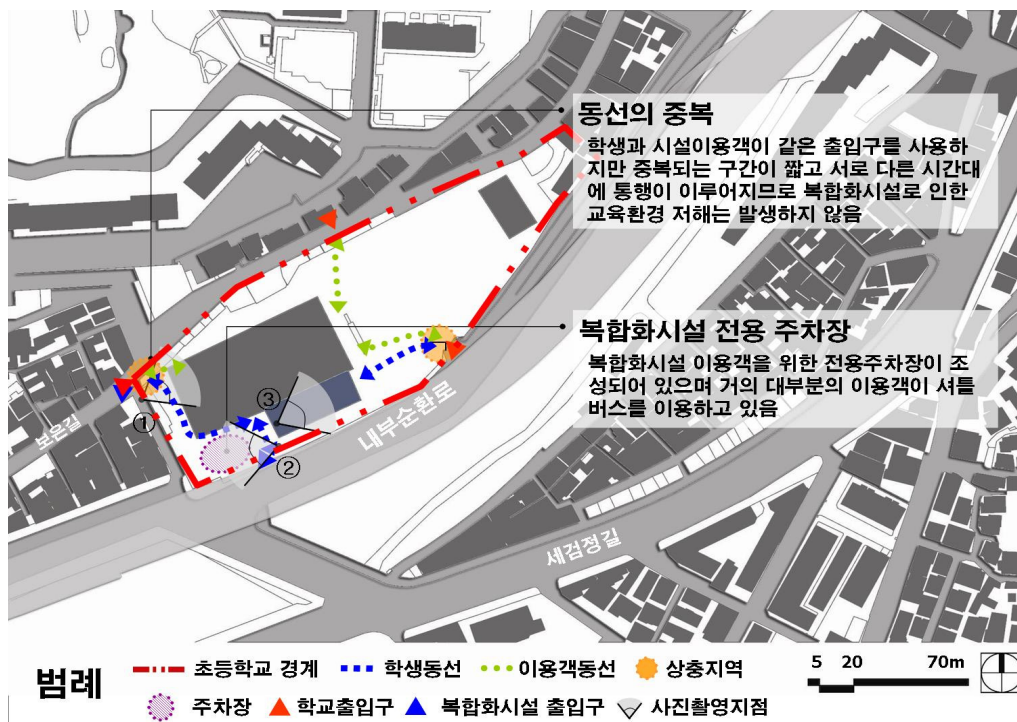 동선의 중복
학생과 시설이용객이 같은 출입구를 사용하
지만 중복되는 구간이 짧고 서로 다른 시간대
에 통행이 이루어지므로 복합화시설로 인한
교육환경 저해는 발생하지 않음
복합화시설 전용 주차장
복합화시설 이용객을 위한 전용주차장이 조
성되어 있으며 거의 대부분의 이용객이 셔틀
버스를 이용하고 있음
보은길
①
②
③
내부순환로
세검정길
범례
초등학교 경계 학생동선 이용객동선 상충지역
주차장 학교출입구 복합화시설 출입구 사진촬영지점
5 20 70m